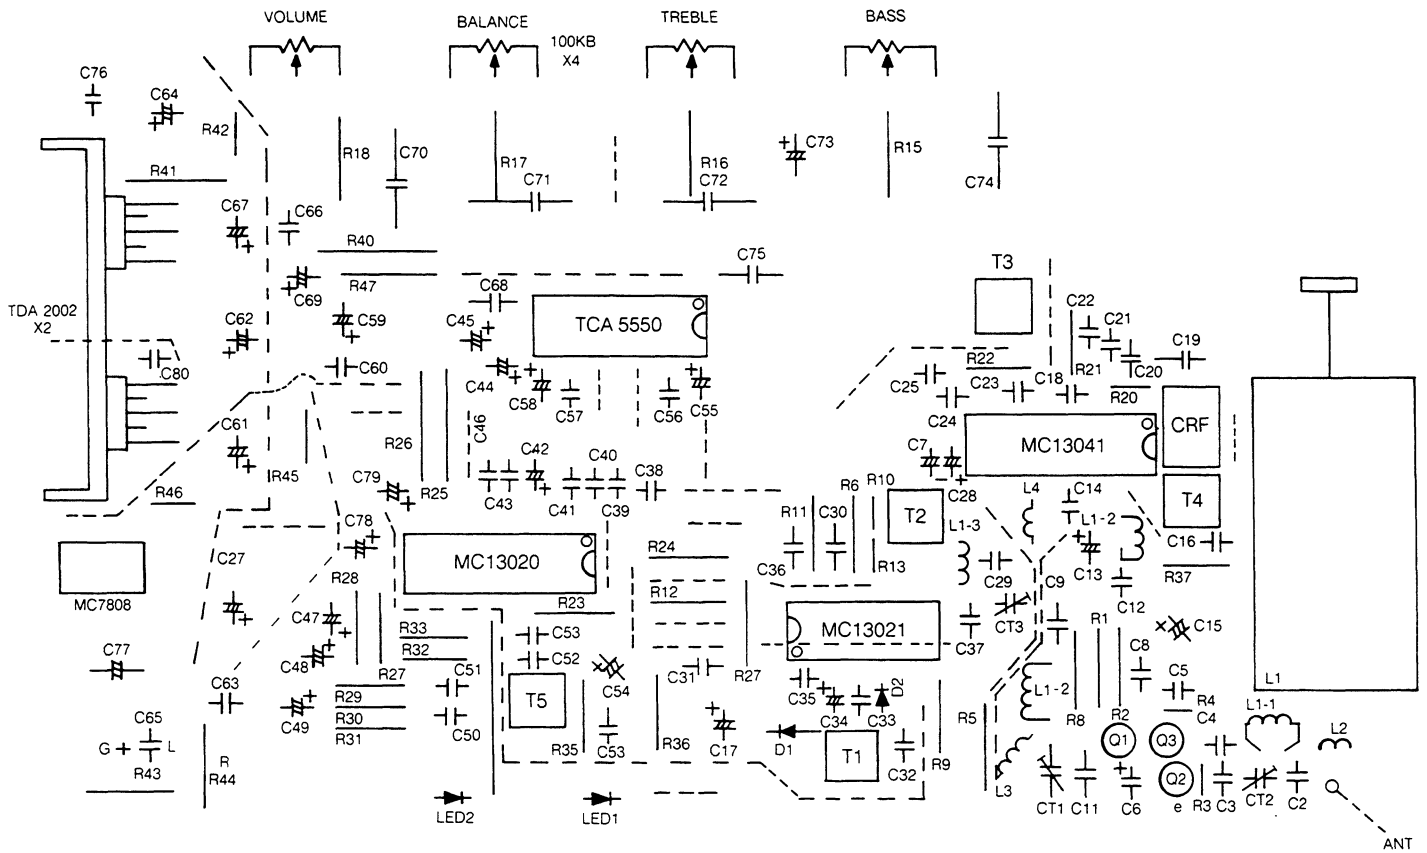 VOLUME
BALANCE
100KB
X4
TREBLE
BASS
C76
C64
R42
R18
C70
R17
R16
C73
R15
C74
R41
C71
C72
C67
C66
R40
C75
C69
R47
C68
T3
TDA 2002
X2
C62
C59
C45
TCA 5550
C22
C21
C19
C80
C60
C44
C58
C57
C56
C55
R22
C25
C23
C18
R21
C20
R20
C24
C61
C46
R26
C42
C40
C7
MC13041
CRF
R45
C79
R25
C43
C41
C39
C38
R6
R10
C28
L4
C14
R46
C78
R11
C30
T2
L1-3
L1-2
T4
C27
R28
MC13020
R24
C36
R13
C29
C9
C13
C16
R37
MC7808
C47
R23
R12
CT3
R1
C12
C77
C48
R33
R32
C53
C52
MC13021
C37
C15
C63
C49
R27
R29
R30
R31
C51
C50
T5
C54
C31
R27
C35
C34
C33
D2
L1-2
C8
C5
R4
C4
L1
C65
G + L
R43
R
R44
R35
C53
R36
C17
D1
T1
C32
R9
R5
R8
R2
Q1
Q3
L1-1
L2
LED2
LED1
L3
CT1
C11
C6
Q2
e
R3
C3
CT2
C2
ANT